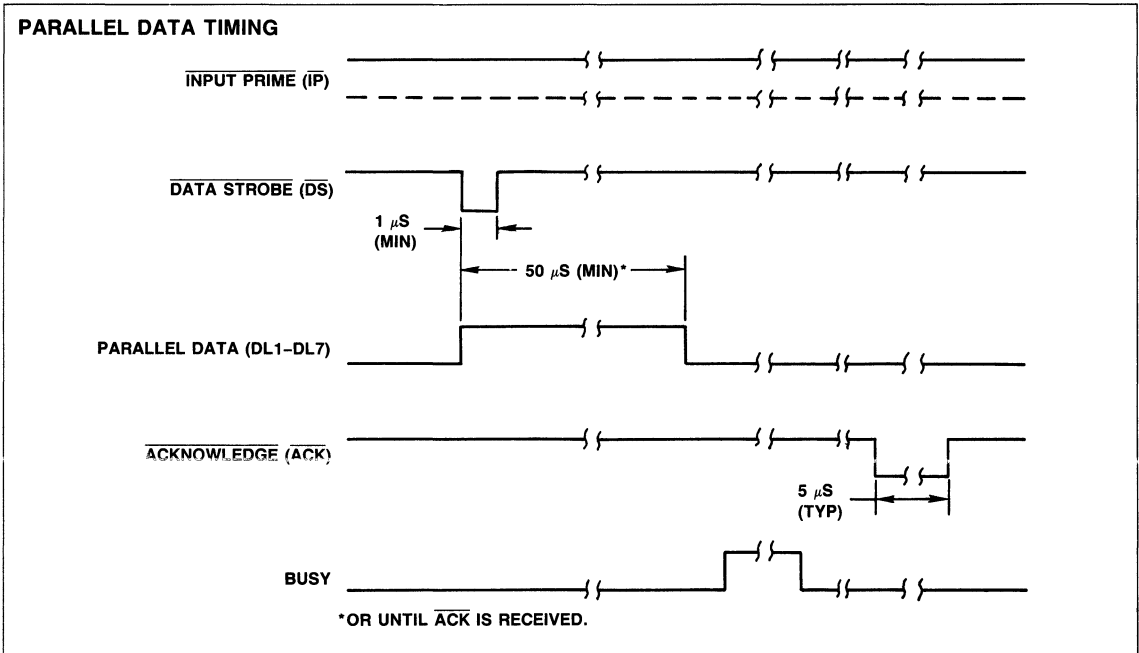 PARALLEL DATA TIMING
INPUT PRIME (IP)
DATA STROBE (DS)
1 μS
(MIN)
50 μS (MIN)*
PARALLEL DATA (DL1–DL7)
ACKNOWLEDGE (ACK)
5 μS
(TYP)
BUSY
*OR UNTIL ACK IS RECEIVED.